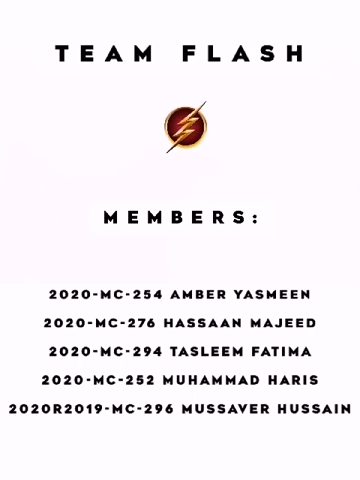 TEAM FLASH
MEMBERS:
2020-MC-254 AMBER YASMEEN
2020-MC-276 HASSAAN MAJEED
2020-MC-294 TASLEEM FATIMA
2020-MC-252 MUHAMMAD HARIS
2020R2019-MC-296 MUSSAVER HUSSAIN